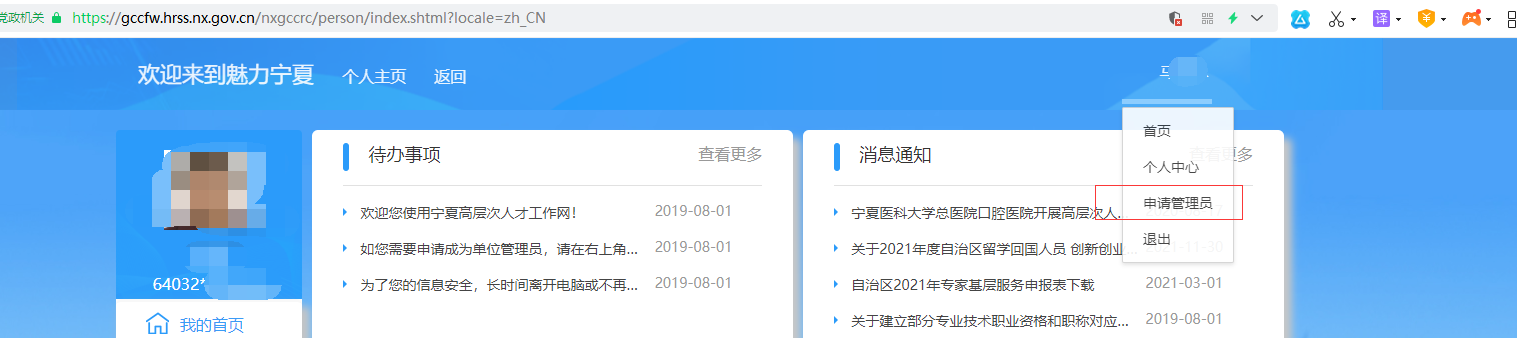 党政机关 https://gccfw.hrss.nx.gov.cn/nxgccrc/person/index.shtml?locale=zh_CN
译
欢迎来到魅力宁夏 个人主页 返回
首页
个人中心
申请管理员
退出
64032*
我的首页
待办事项 查看更多
欢迎您使用宁夏高层次人才工作网! 2019-08-01
如您需要申请成为单位管理员，请在右上角... 2019-08-01
为了您的信息安全，长时间离开电脑或不再... 2019-08-01
消息通知 查看更多
宁夏医科大学总医院口腔医院开展高层次人...
关于2021年度自治区留学回国人员 创新创业... 2021-11-30
自治区2021年专家基层服务申报表下载 2021-03-01
关于建立部分专业技术职业资格和职称对应... 2019-08-01